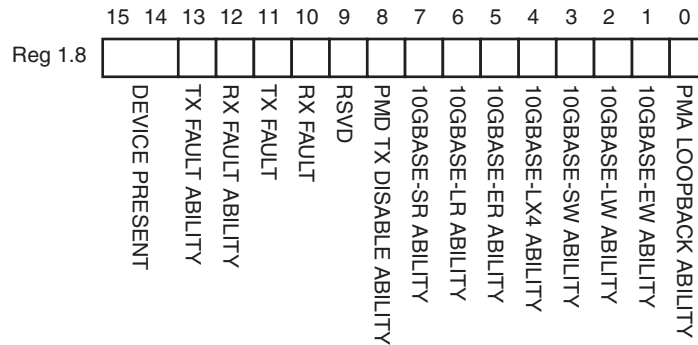 15 14 13 12 11 10 9 8 7 6 5 4 3 2 1 0
Reg 1.8
DEVICE PRESENT
TX FAULT ABILITY
RX FAULT ABILITY
TX FAULT
RX FAULT
RSVD
PMD TX DISABLE ABILITY
10GBASE-SR ABILITY
10GBASE-LR ABILITY
10GBASE-ER ABILITY
10GBASE-LX4 ABILITY
10GBASE-SW ABILITY
10GBASE-LW ABILITY
10GBASE-EW ABILITY
PMA LOOPBACK ABILITY